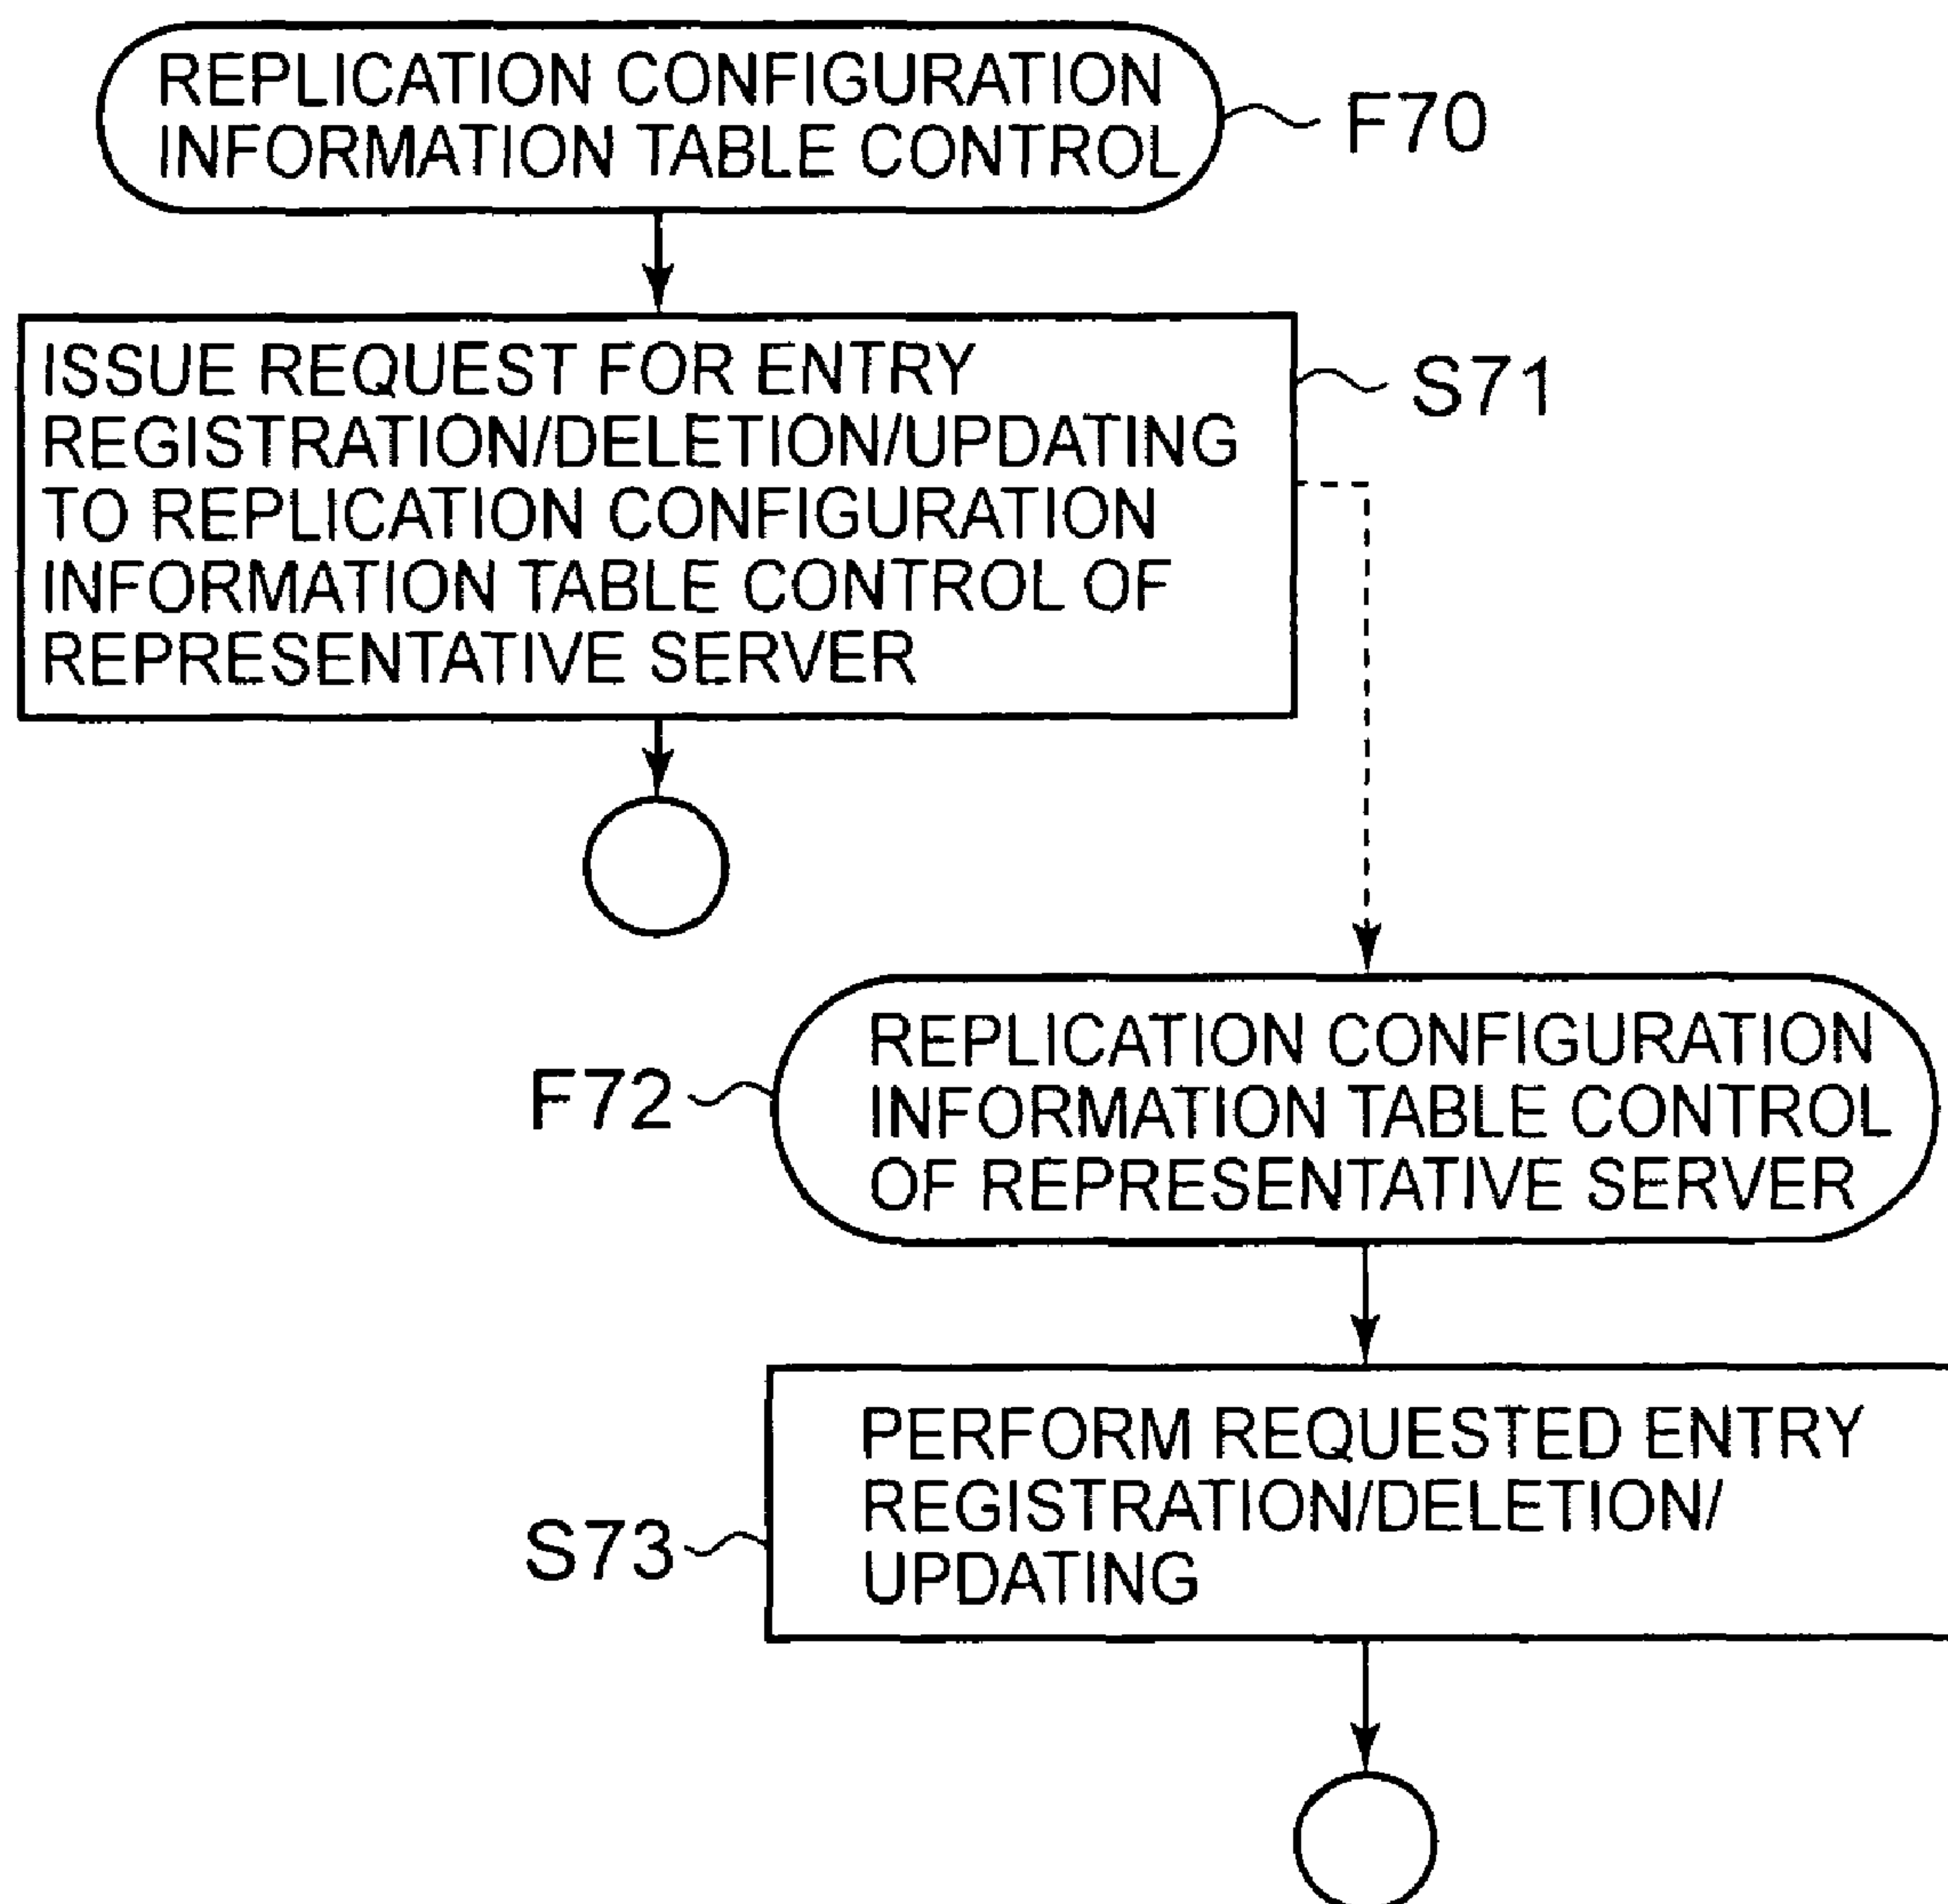 REPLICATION CONFIGURATION
INFORMATION TABLE CONTROL
F70
ISSUE REQUEST FOR ENTRY
REGISTRATION/DELETION/UPDATING
TO REPLICATION CONFIGURATION
INFORMATION TABLE CONTROL OF
REPRESENTATIVE SERVER
S71
REPLICATION CONFIGURATION
INFORMATION TABLE CONTROL
OF REPRESENTATIVE SERVER
F72
PERFORM REQUESTED ENTRY
REGISTRATION/DELETION/
UPDATING
S73